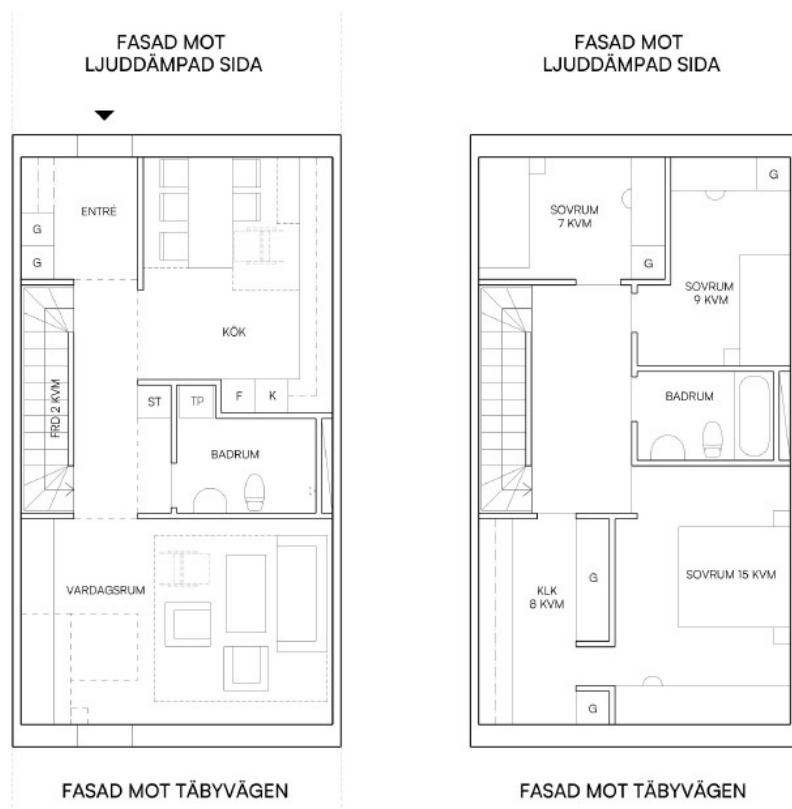 FASAD MOT
LJUDDÄMPAD SIDA
ENTRÉ
G
G
KÖK
FRD 2 KVM
ST
TP
F
K
BADRUM
VARDAGSRUM
FASAD MOT TÄBYVÄGEN
FASAD MOT
LJUDDÄMPAD SIDA
SOVRUM
7 KVM
G
G
SOVRUM
9 KVM
BADRUM
KLK
8 KVM
G
SOVRUM 15 KVM
G
FASAD MOT TÄBYVÄGEN